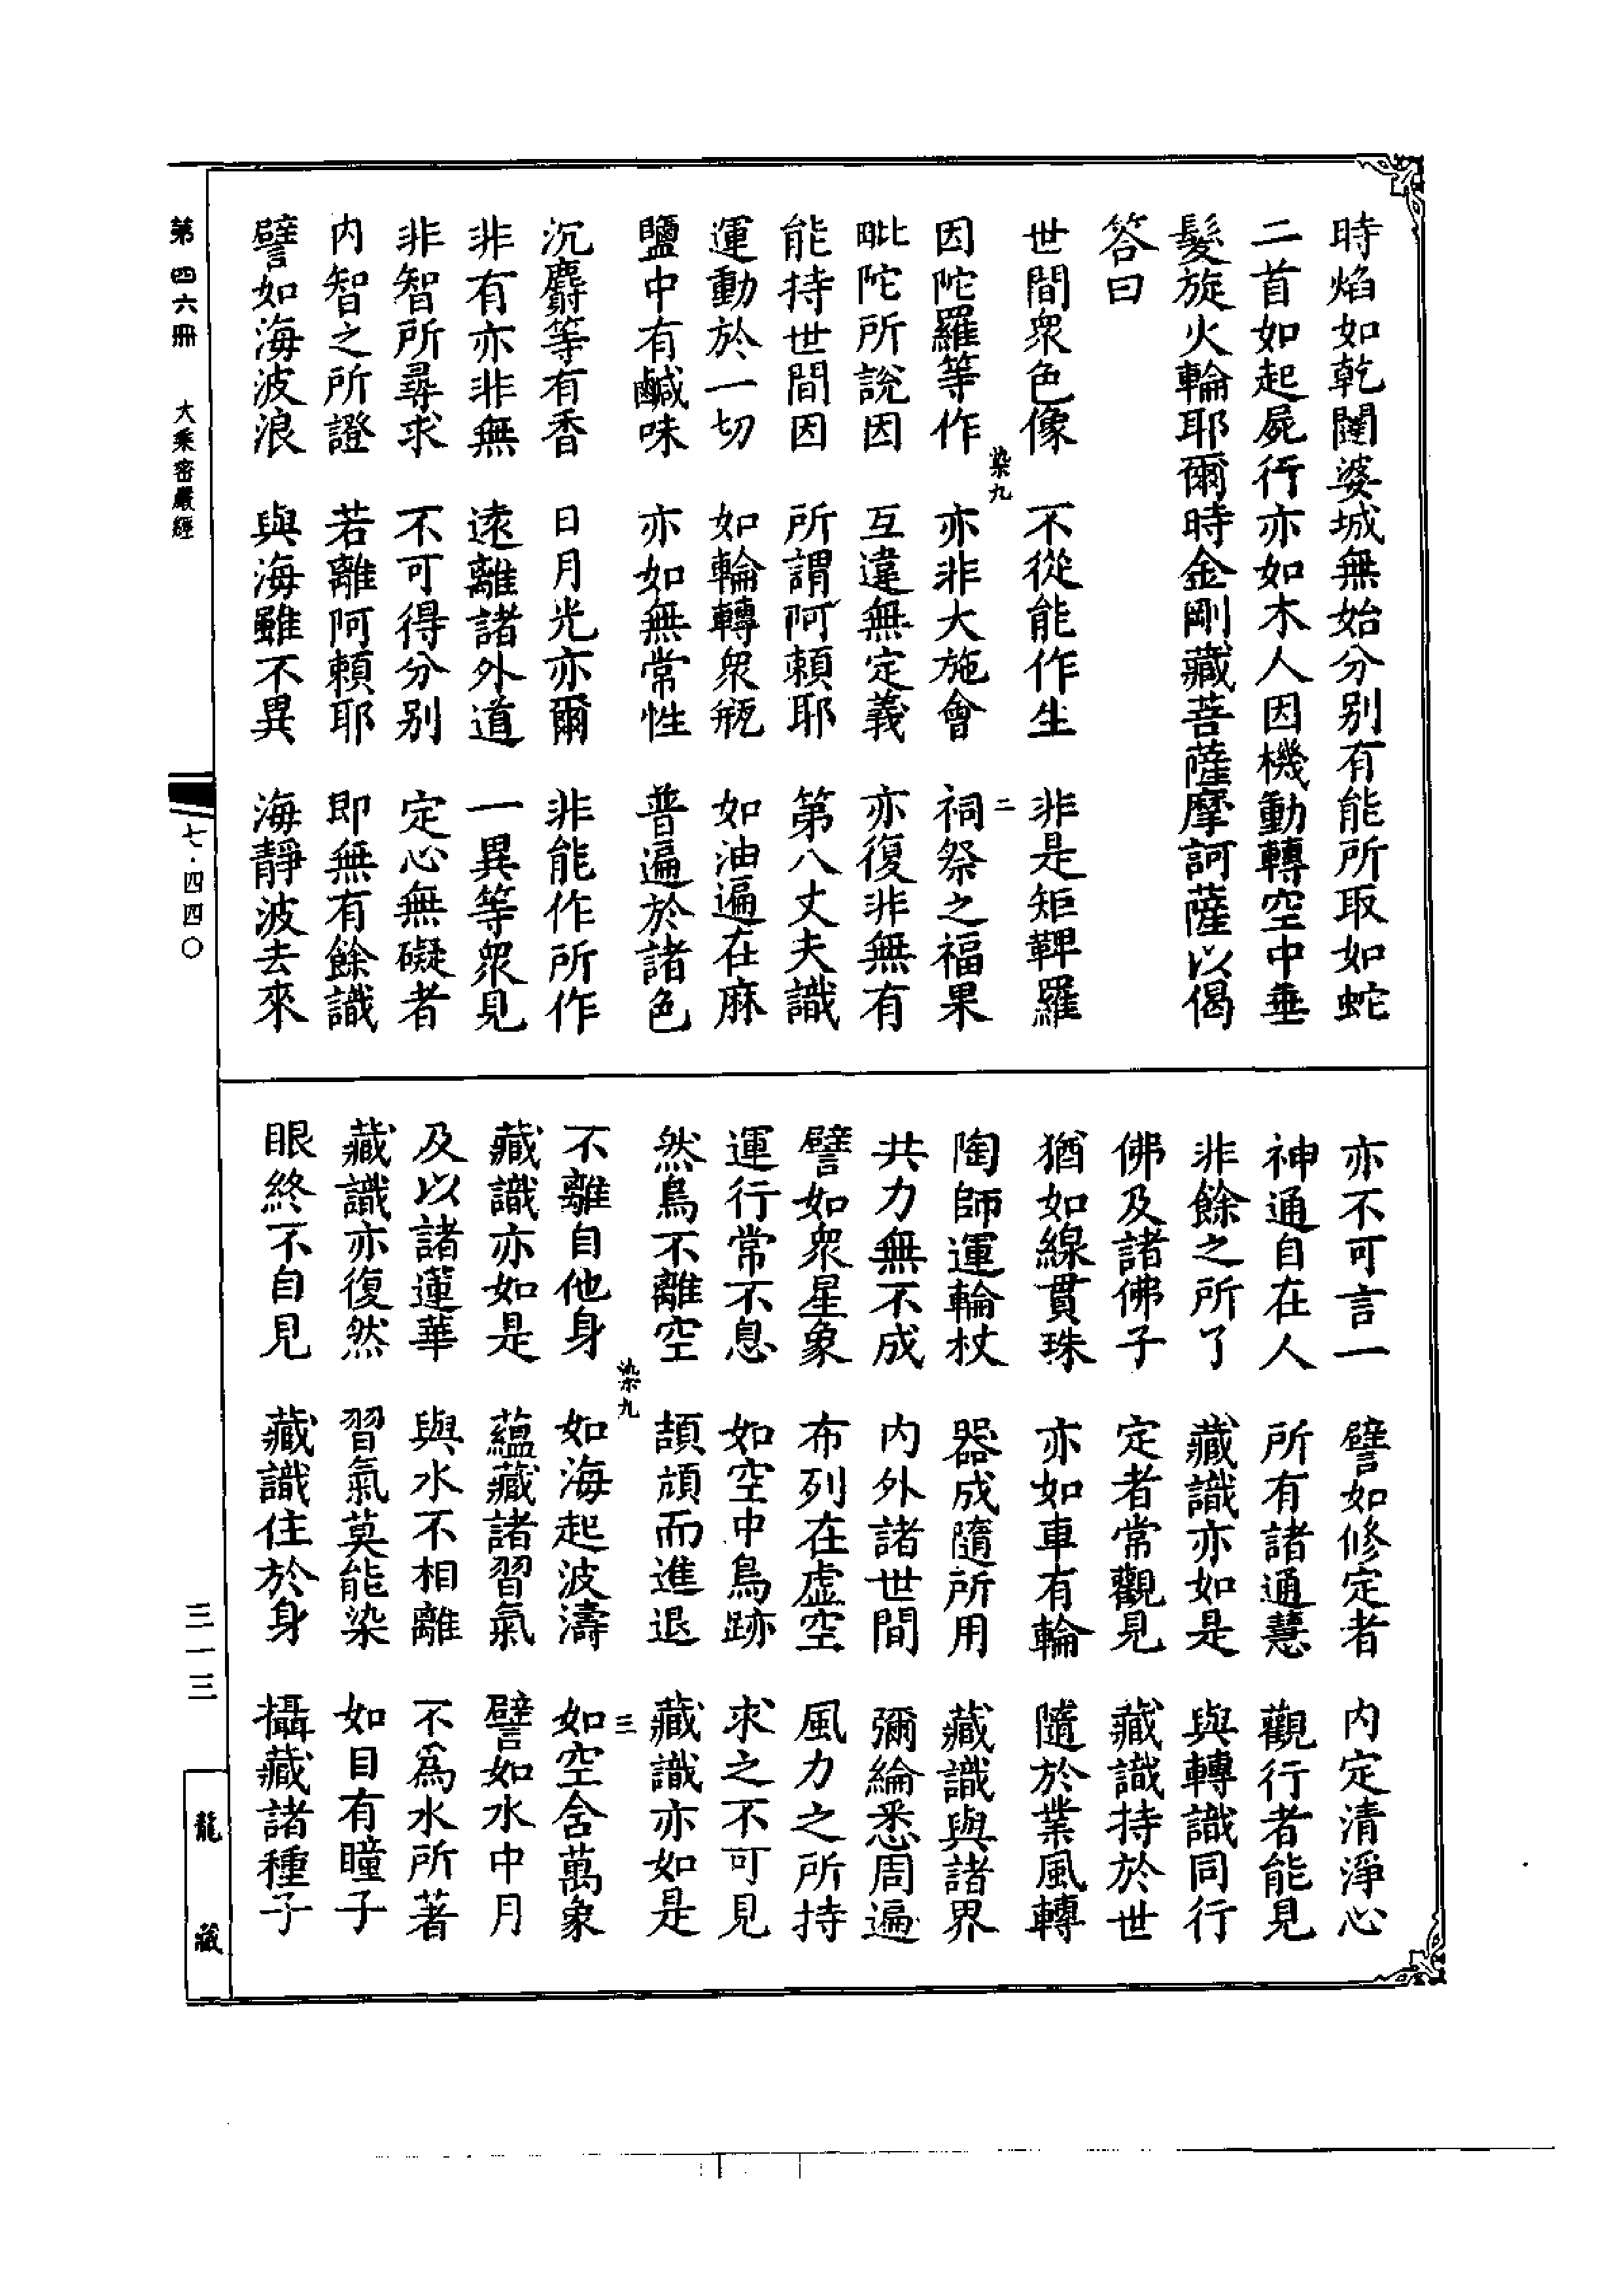 時焰如乾闥婆城無始分别有能所取如蛇
二首如起屍行亦如木人因機動轉空中垂
髮旋火輪耶爾時金剛藏菩薩摩訶薩以偈
答曰
世間衆色像　不從能作生　非是矩鞞羅
染九　二
因陀羅等作　亦非大施會　祠祭之福果
毗陀所說因　互違無定義　亦復非無有
能持世間因　所謂阿賴耶　第八丈夫識
運動於一切　如輪轉衆瓶　如油遍在麻
鹽中有鹹味　亦如無常性　普遍於諸色
沉麝等有香　日月光亦爾　非能作所作
非有亦非無　遠離諸外道　一異等衆見
非智所尋求　不可得分别　定心無礙者
内智之所證　若離阿賴耶　即無有餘識
譬如海波浪　與海雖不異　海靜波去來
亦不可言一　譬如修定者　内定清淨心
神通自在人　所有諸通慧　觀行者能見
非餘之所了　藏識亦如是　與轉識同行
佛及諸佛子　定者常觀見　藏識持於世
猶如線貫珠　亦如車有輪　隨於業風轉
陶師運輪杖　器成隨所用　藏識與諸界
共力無不成　内外諸世間　彌綸悉周遍
譬如衆星象　布列在虚空　風力之所持
運行常不息　如空中鳥跡　求之不可見
然鳥不離空　頡頏而進退　藏識亦如是
染九　三
不離自他身　如海起波濤　如空含萬象
藏識亦如是　蘊藏諸習氣　譬如水中月
及以諸蓮華　與水不相離　不爲水所著
藏識亦復然　習氣莫能染　如目有瞳子
眼終不自見　藏識住於身　攝藏諸種子
第四六冊　大乘密嚴經　七·四四〇　三一三　龍藏